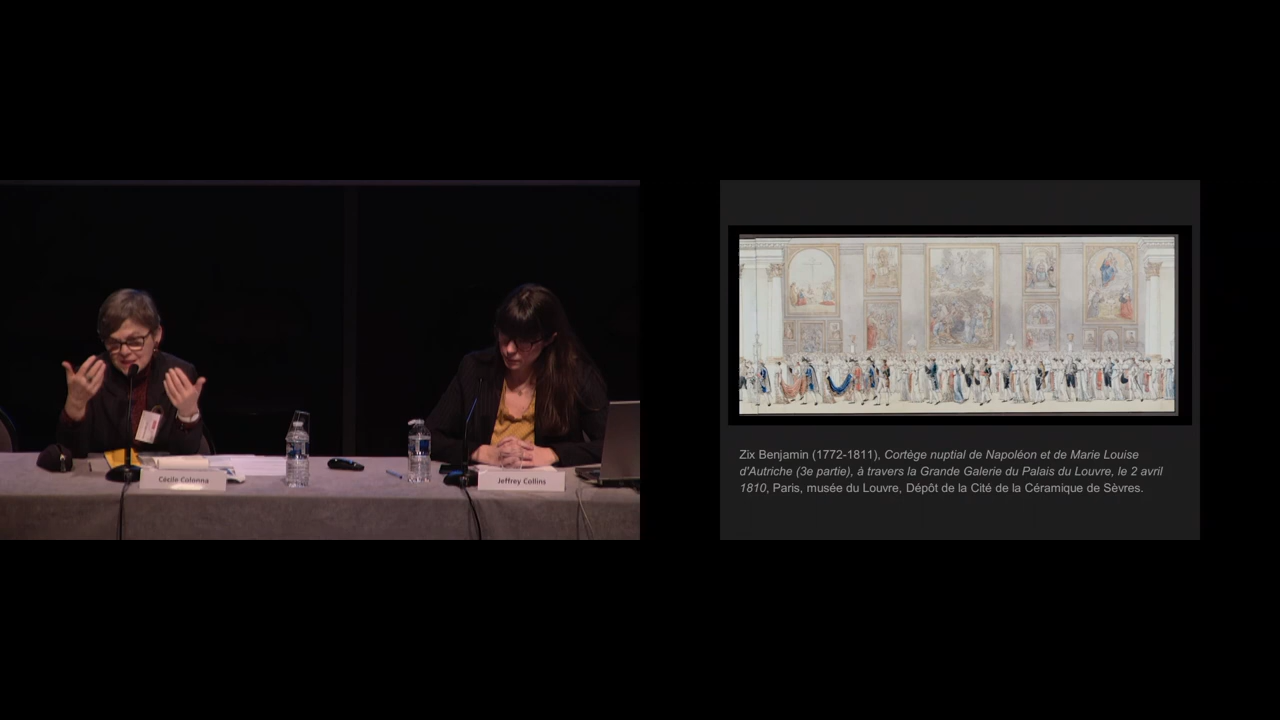 Cécile Colonna
Jeffrey Collins
Zix Benjamin (1772-1811), Cortège nuptial de Napoléon et de Marie Louise
d'Autriche (3e partie), à travers la Grande Galerie du Palais du Louvre, le 2 avril
1810, Paris, musée du Louvre, Dépôt de la Cité de la Céramique de Sèvres.